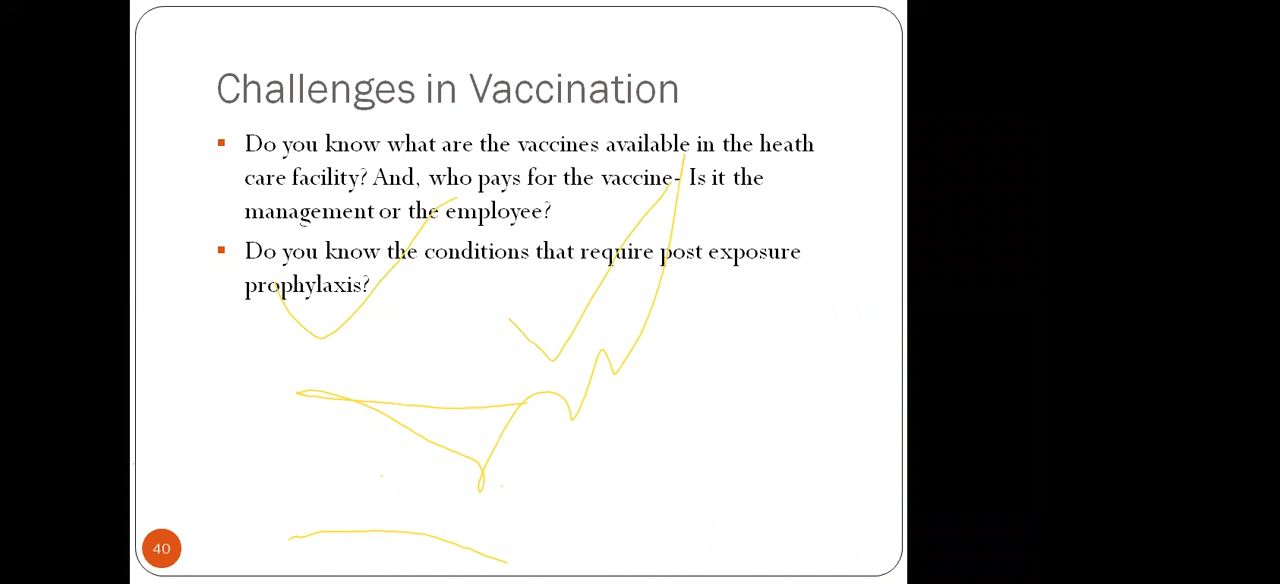 Challenges in Vaccination
Do you know what are the vaccines available in the heath
care facility? And, who pays for the vaccine- Is it the
management or the employee?
Do you know the conditions that require post exposure
prophylaxis?
40